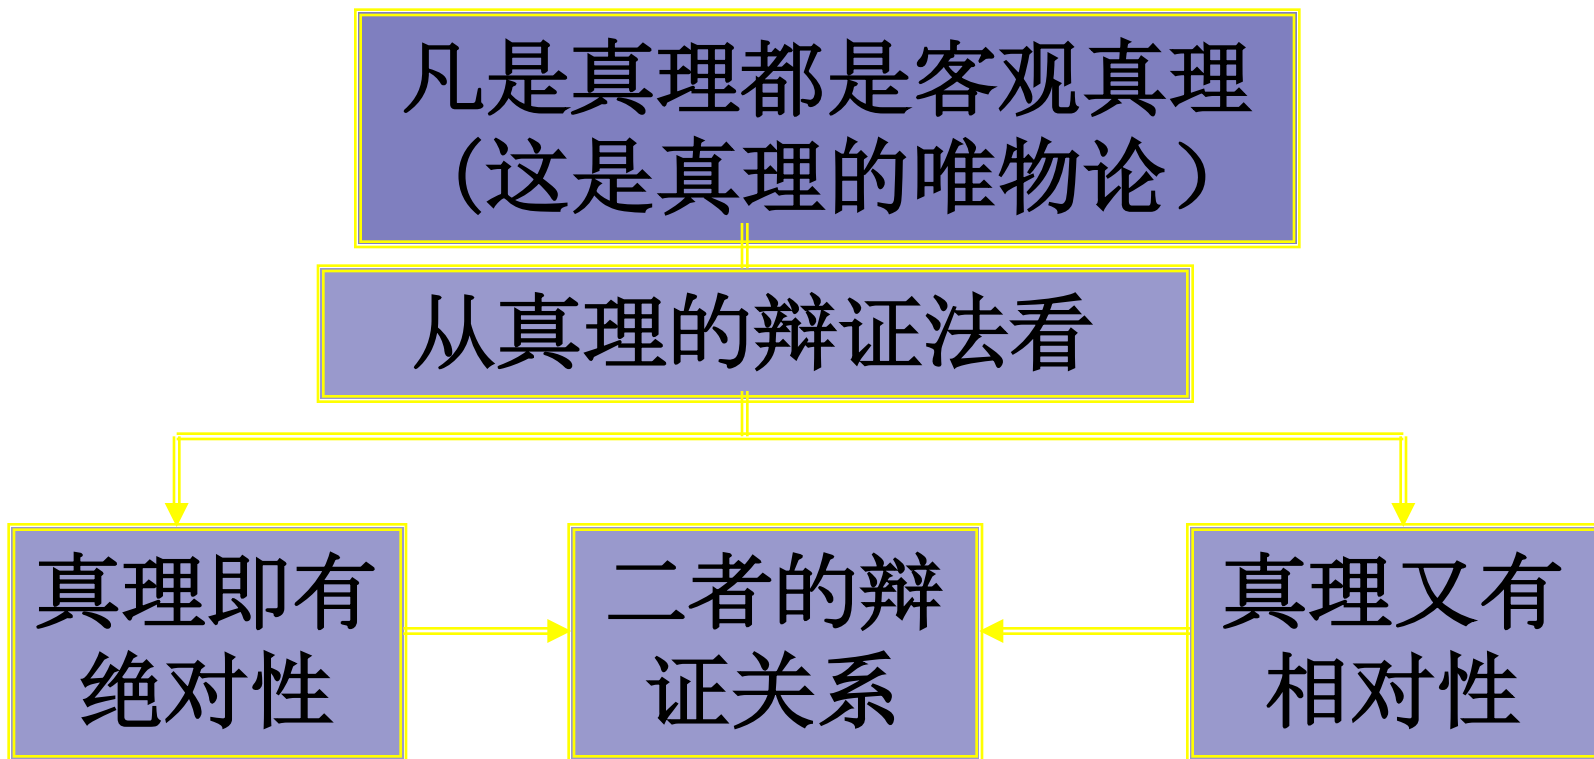 凡是真理都是客观真理
（这是真理的唯物论）
从真理的辩证法看
真理即有
绝对性
二者的辩
证关系
真理又有
相对性